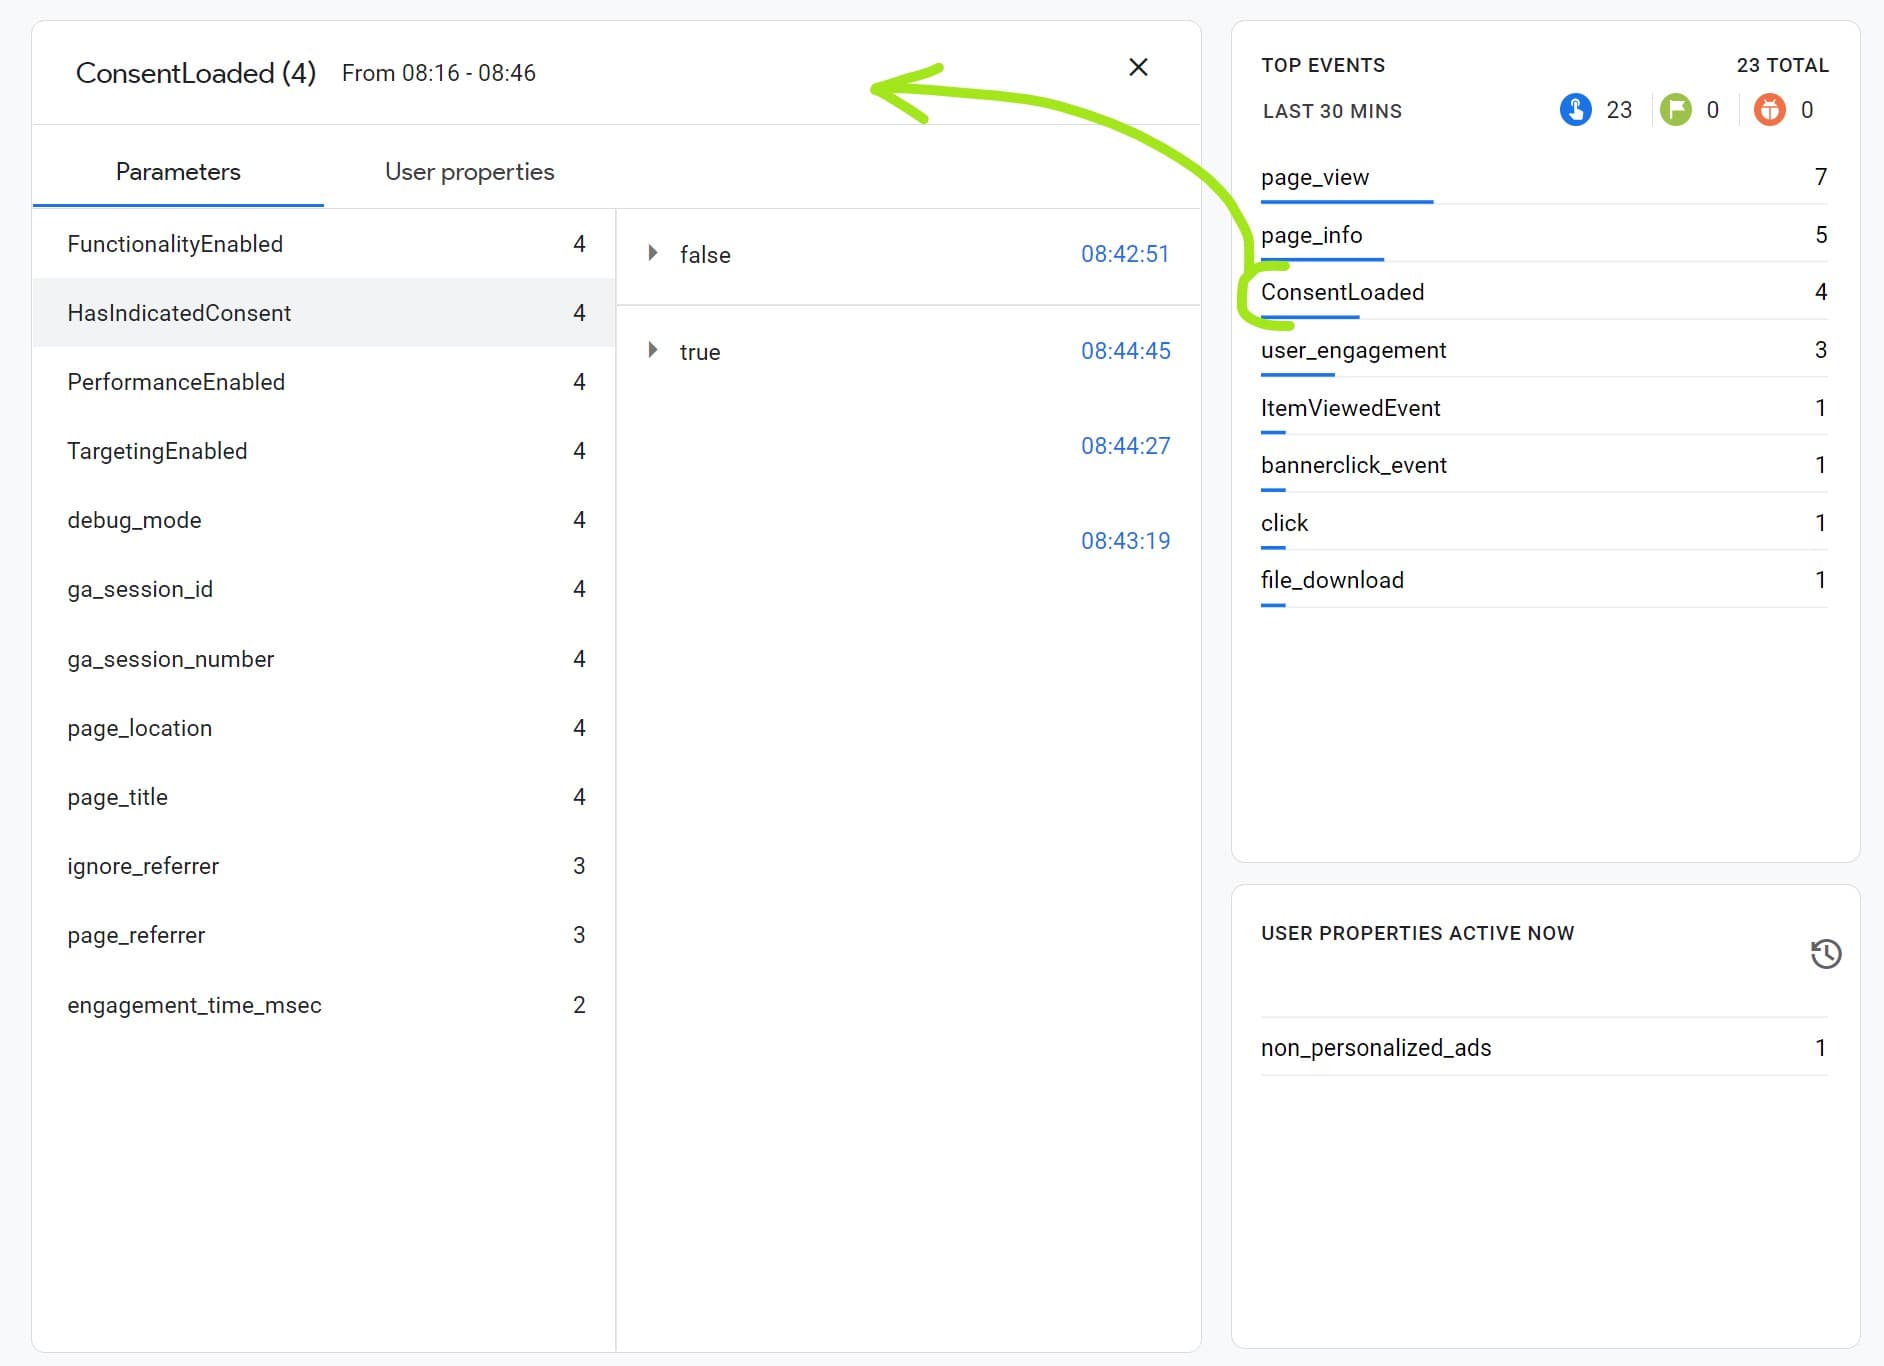 ConsentLoaded (4) From 08:16 - 08:46
Parameters User properties
FunctionalityEnabled 4
HasIndicatedConsent 4
PerformanceEnabled 4
TargetingEnabled 4
debug_mode 4
ga_session_id 4
ga_session_number 4
page_location 4
page_title 4
ignore_referrer 3
page_referrer 3
engagement_time_msec 2
false 08:42:51
true 08:44:45
08:44:27
08:43:19
TOP EVENTS 23 TOTAL
LAST 30 MINS 23 0 0
page_view 7
page_info 5
ConsentLoaded 4
user_engagement 3
ItemViewedEvent 1
bannerclick_event 1
click 1
file_download 1
USER PROPERTIES ACTIVE NOW
non_personalized_ads 1